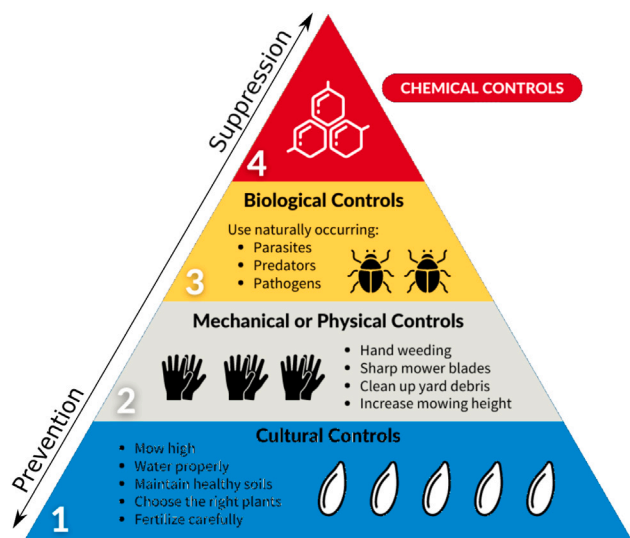 Suppression
CHEMICAL CONTROLS
4
Biological Controls
Use naturally occurring:
• Parasites
• Predators
• Pathogens
3
Mechanical or Physical Controls
• Hand weeding
• Sharp mower blades
• Clean up yard debris
• Increase mowing height
2
Prevention
Cultural Controls
• Mow high
• Water properly
• Maintain healthy soils
• Choose the right plants
• Fertilize carefully
1